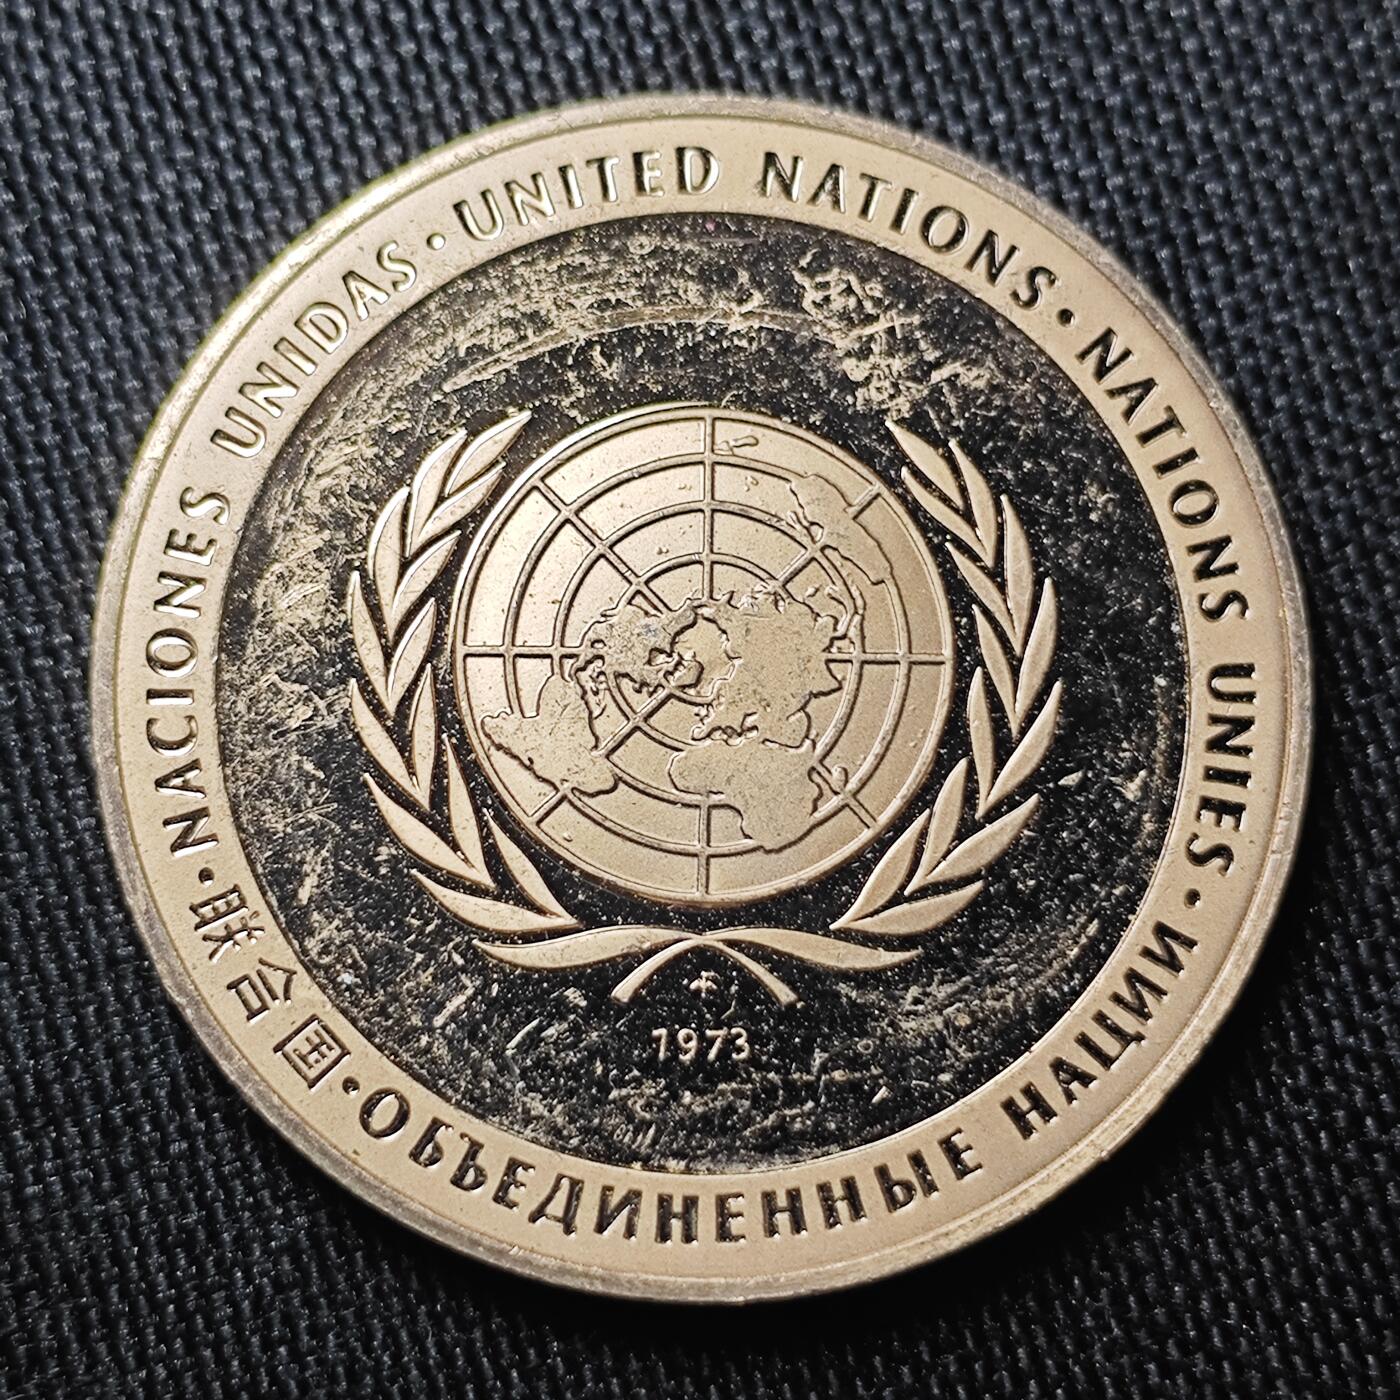 UNITED NATIONS · NATIONS UNIES · ОБЪЕДИНЕННЫЕ НАЦИИ · 联合国 · NACIONES UNIDAS ·
1973